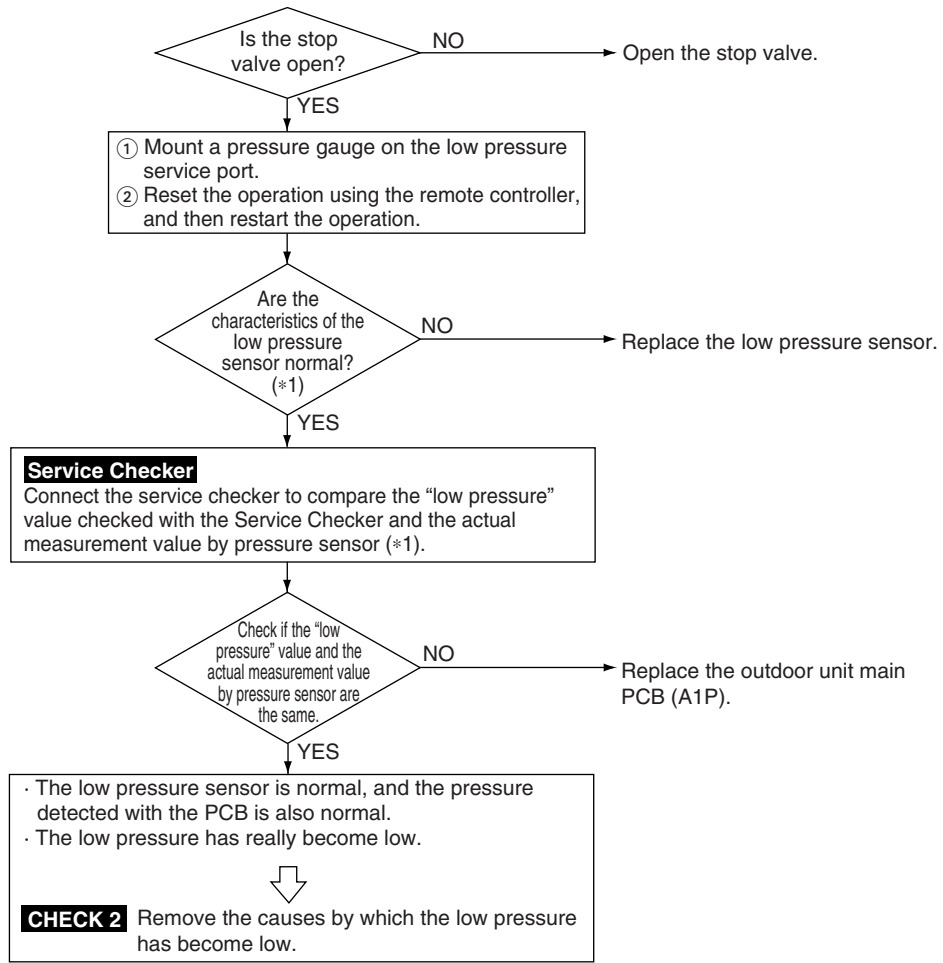 Is the stop
valve open?
NO
Open the stop valve.
YES
① Mount a pressure gauge on the low pressure
service port.
② Reset the operation using the remote controller,
and then restart the operation.
Are the
characteristics of the
low pressure
sensor normal?
(*1)
NO
Replace the low pressure sensor.
YES
Service Checker
Connect the service checker to compare the “low pressure”
value checked with the Service Checker and the actual
measurement value by pressure sensor (*1).
Check if the “low
pressure” value and the
actual measurement value
by pressure sensor are
the same.
NO
Replace the outdoor unit main
PCB (A1P).
YES
· The low pressure sensor is normal, and the pressure
detected with the PCB is also normal.
· The low pressure has really become low.
CHECK 2 Remove the causes by which the low pressure
has become low.